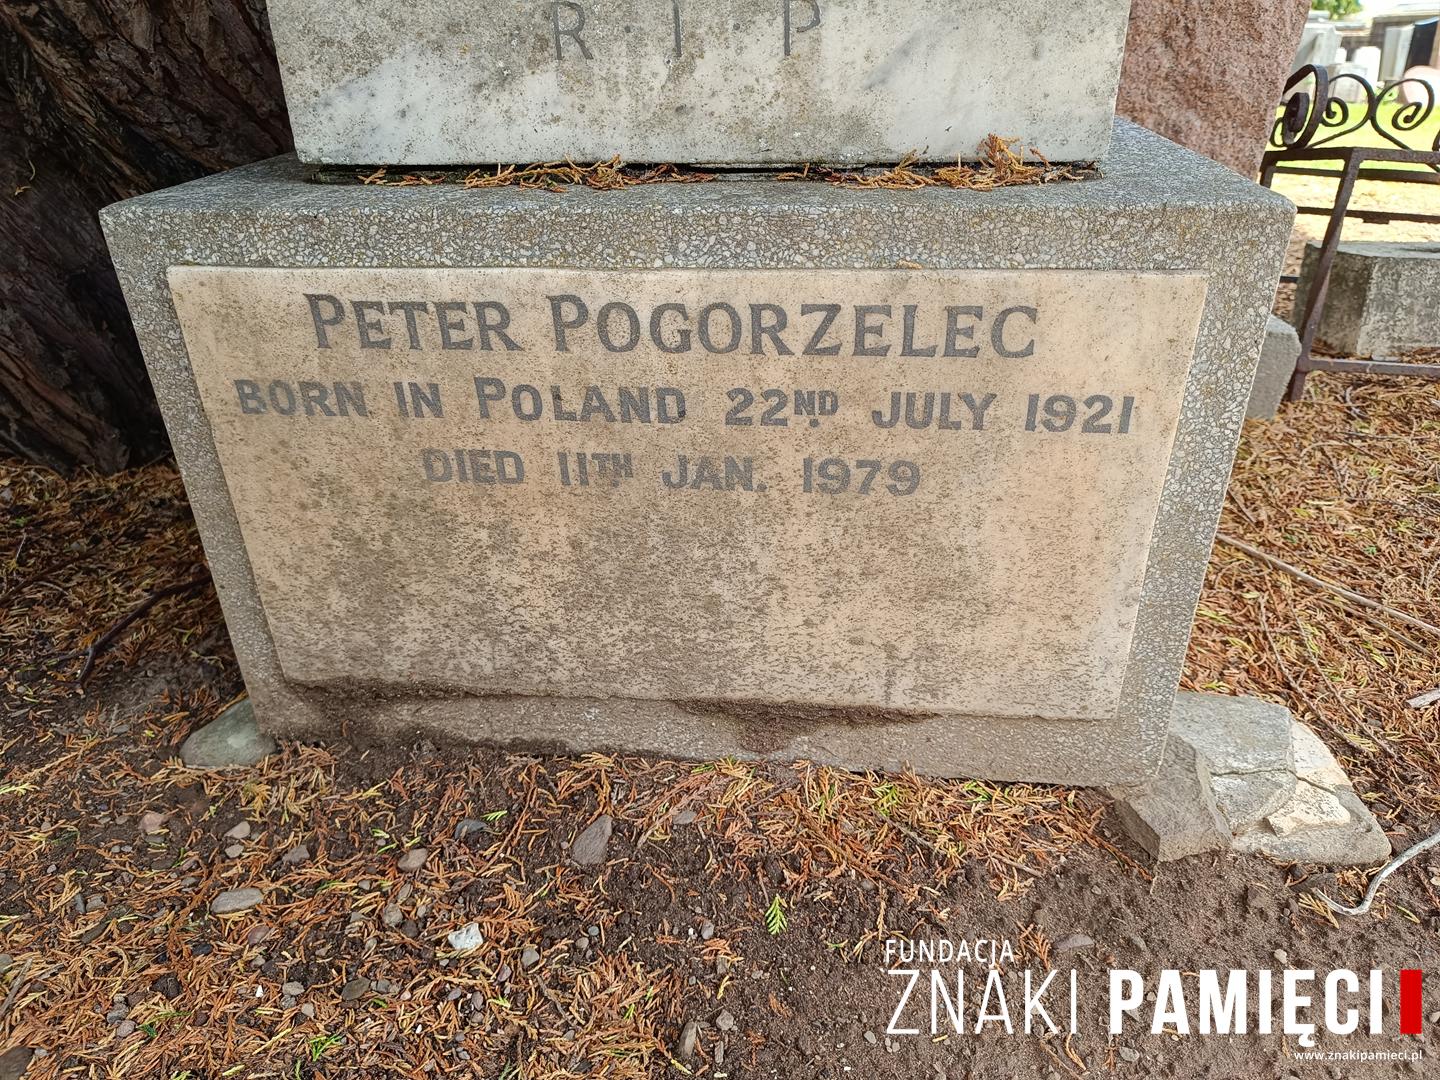 R. I. P
PETER POGORZELEC
BORN IN POLAND 22ND JULY 1921
DIED 11TH JAN. 1979
FUNDACJA
ZNAKI PAMIĘCI
www.znakipamieci.pl